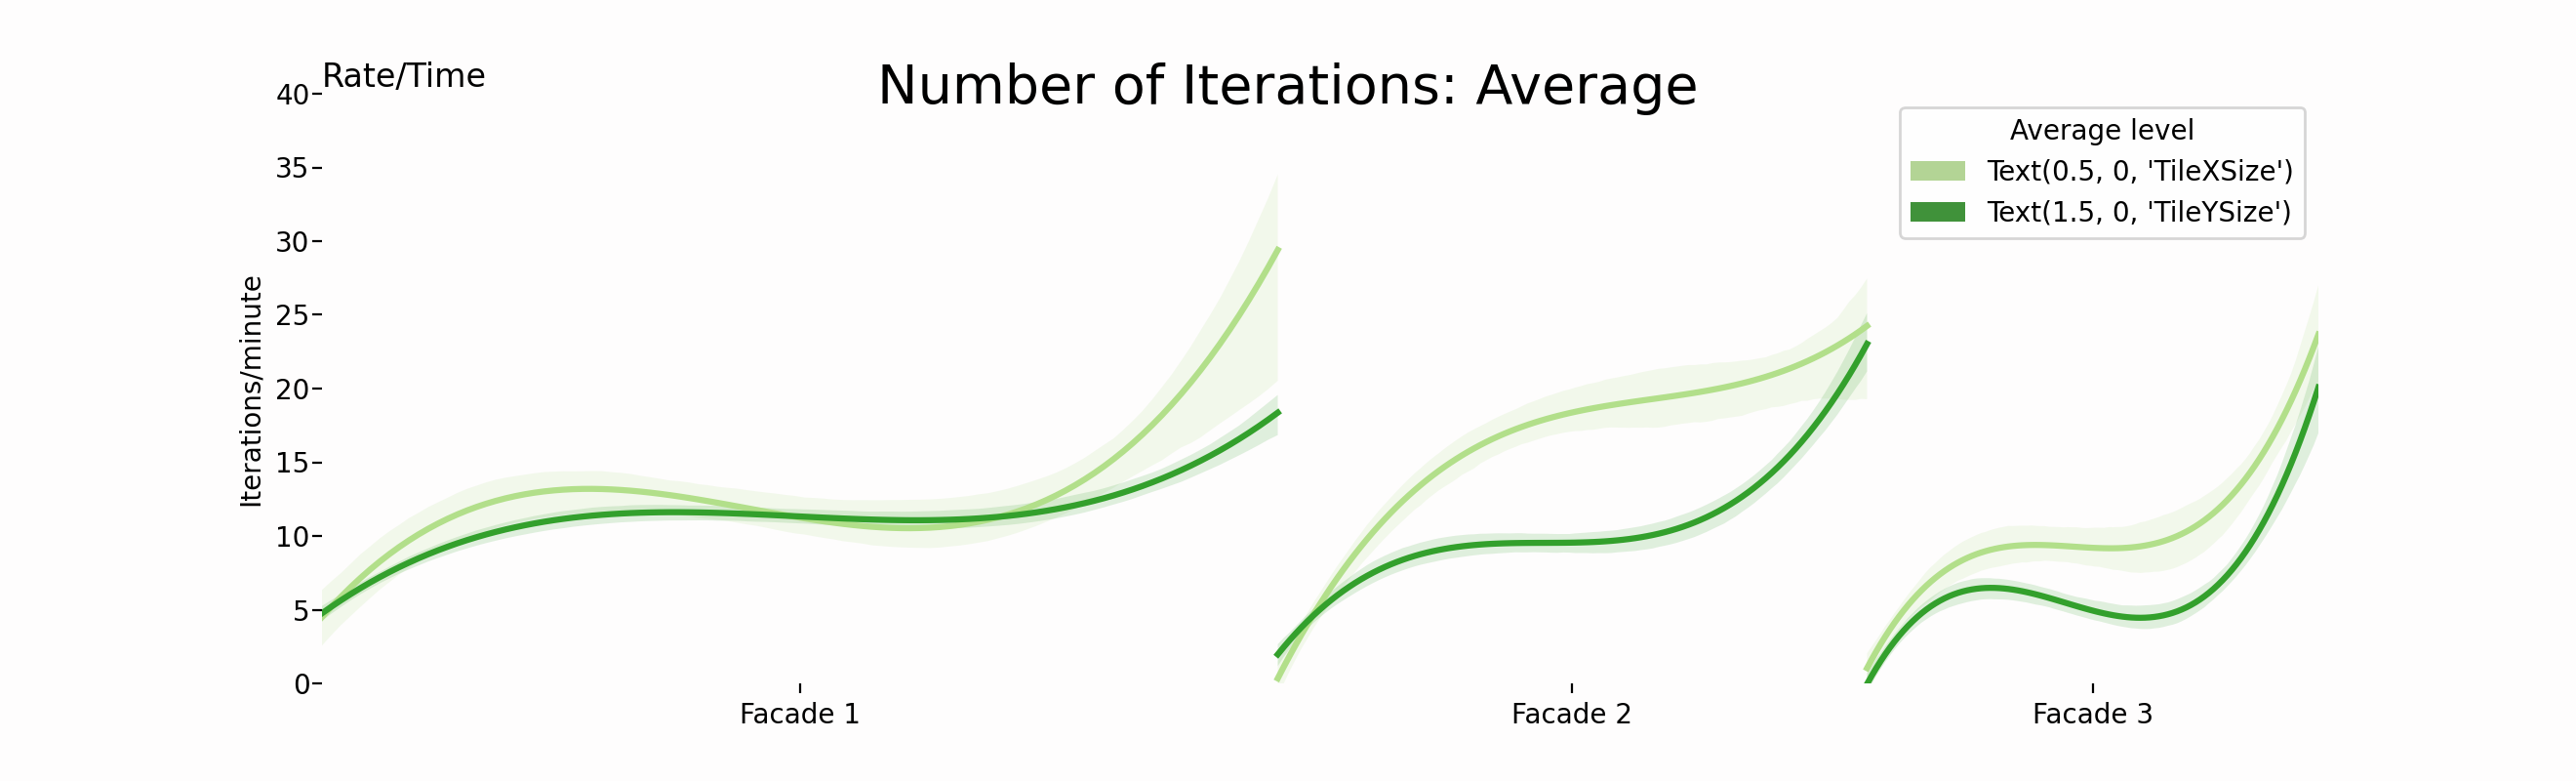 Rate/Time
Number of Iterations: Average
40
35
30
25
20
15
10
5
0
Iterations/minute
Average level
Text(0.5, 0, 'TileXSize')
Text(1.5, 0, 'TileYSize')
Facade 1
Facade 2
Facade 3